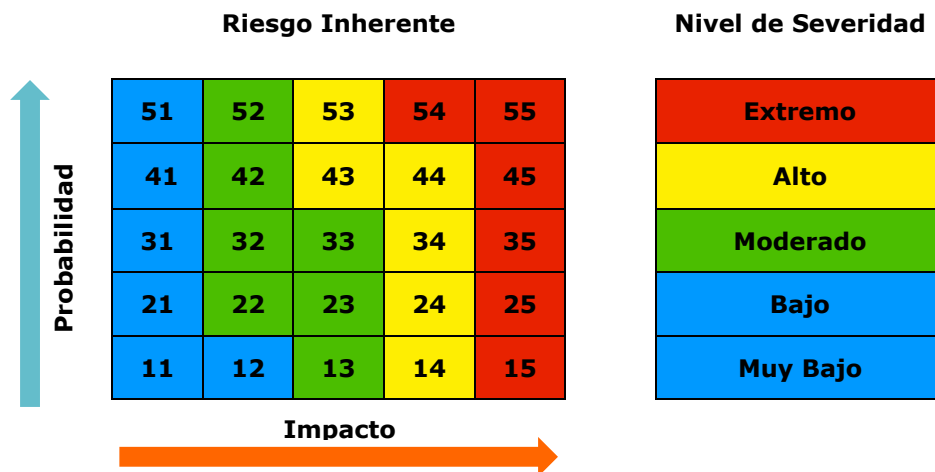 Riesgo Inherente
Nivel de Severidad
Probabilidad
51 52 53 54 55
41 42 43 44 45
31 32 33 34 35
21 22 23 24 25
11 12 13 14 15
Impacto
Extremo
Alto
Moderado
Bajo
Muy Bajo